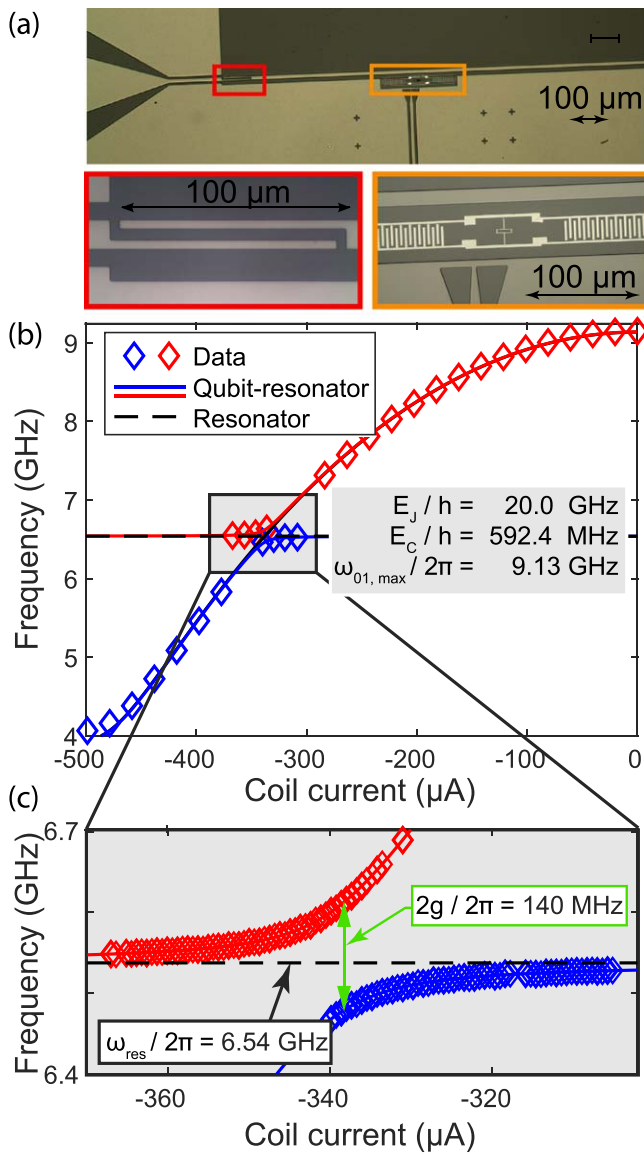 (a)
100 μm
100 μm
100 μm
(b)
Data
Qubit-resonator
Resonator
E_J / h = 20.0 GHz
E_C / h = 592.4 MHz
ω_01, max / 2π = 9.13 GHz
Frequency (GHz)
9
8
7
6
5
4
-500
-400
-300
-200
-100
0
Coil current (μA)
(c)
6.7
2g / 2π = 140 MHz
Frequency (GHz)
ω_res / 2π = 6.54 GHz
6.4
-360
-340
-320
Coil current (μA)